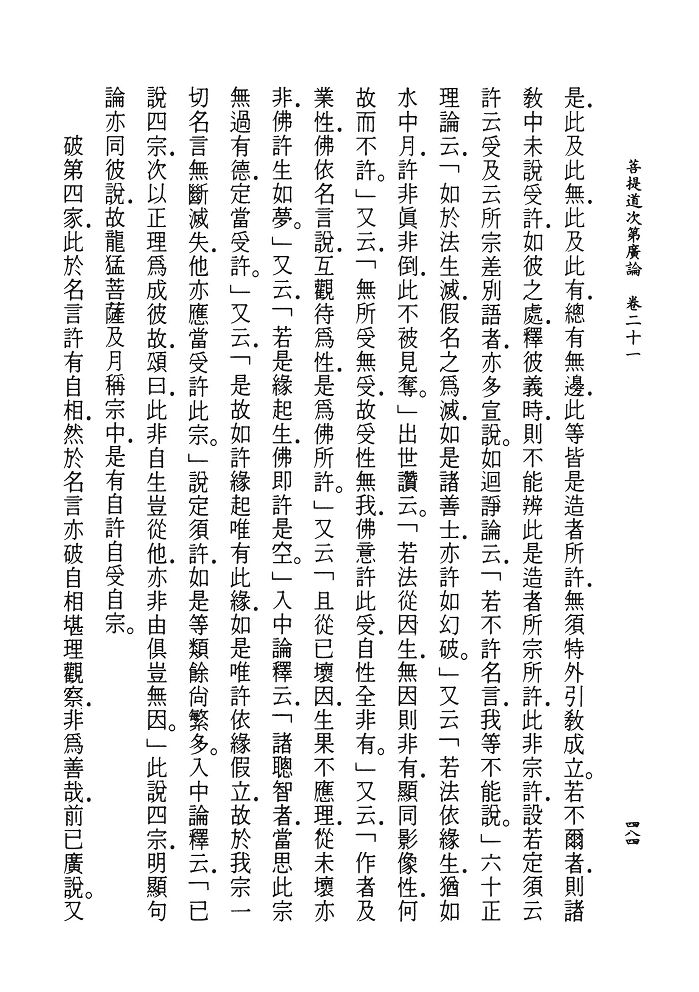 菩提道次第廣論　卷二十一
四八四
是．此及此無．此及此有．總有無邊．此等皆是造者所許．無須特外引教成立。若不爾者．則諸
教中未說受許．如彼之處．釋彼義時．則不能辨此是造者所宗所許．此非宗許．設若定須云
許云受及云所宗差別語者．亦多宣說。如迴諍論云．「若不許名言．我等不能說。」六十正
理論云．「如於法生滅．假名之為滅．如是諸善士．亦許如幻破。」又云「若法依緣生．猶如
水中月．許非眞非倒．此不被見奪。」出世讚云。「若法從因生．無因則非有．顯同影像性．何
故而不許。」又云．「無所受無受．故受性無我．佛意許此受．自性全非有。」又云．「作者及
業性．佛依名言說．互觀待為性．是為佛所許。」又云「且從已壞因．生果不應理．從未壞亦
非．佛許生如夢。」又云．「若是緣起生．佛即許是空。」入中論釋云．「諸聰智者．當思此宗
無過有德．定當受許。」又云．「是故如許緣起唯有此緣．如是唯許依緣假立．故於我宗一
切名言無斷滅失．他亦應當受許此宗。」說定須許．如是等類餘尙繁多。入中論釋云．「已
說四宗．次以正理為成彼故．頌曰．此非自生豈從他．亦非由俱豈無因。」此說四宗．明顯句
論亦同彼說．故龍猛菩薩及月稱宗中．是有自許自受自宗。
破第四家．此於名言許有自相．然於名言亦破自相堪理觀察．非為善哉．前已廣說。又